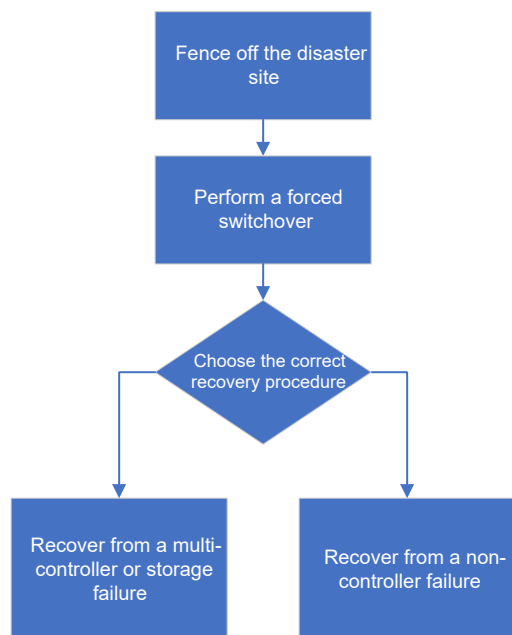 Fence off the disaster
site
Perform a forced
switchover
Choose the correct
recovery procedure
Recover from a multi-
controller or storage
failure
Recover from a non-
controller failure